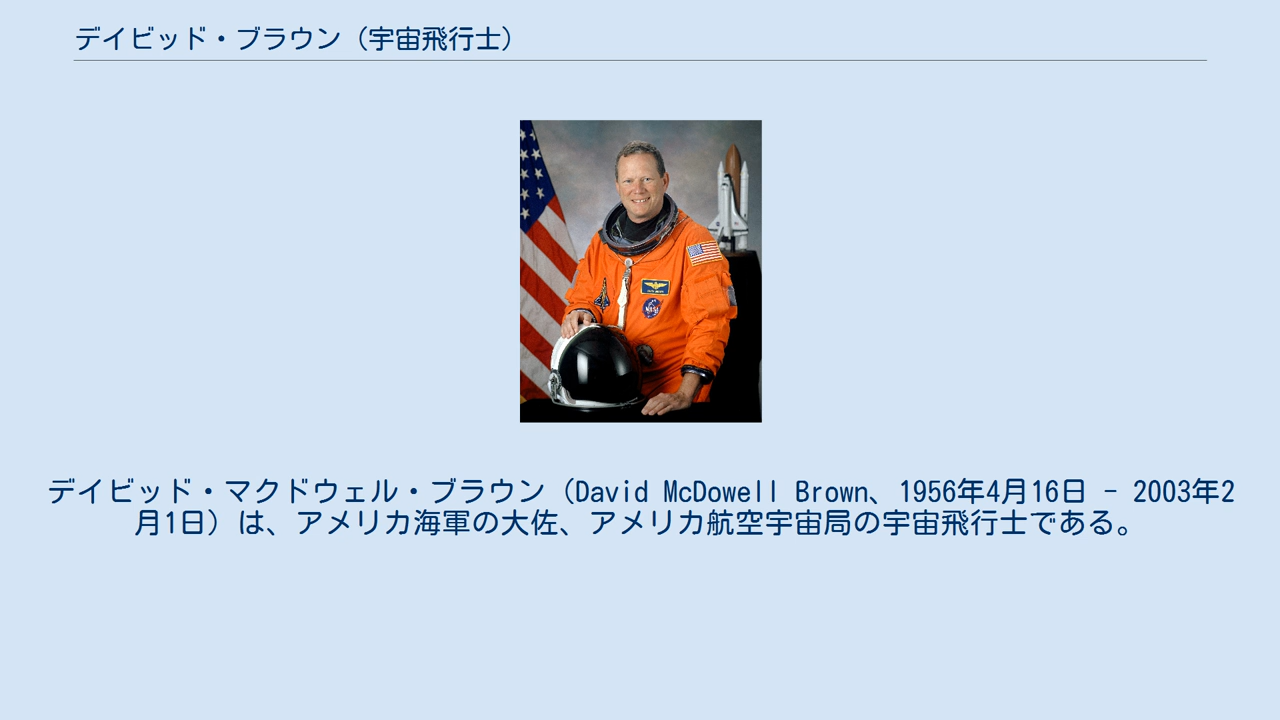 デイビッド・ブラウン（宇宙飛行士）
NASA
デイビッド・マクドウェル・ブラウン（David McDowell Brown、1956年4月16日 - 2003年2
月1日）は、アメリカ海軍の大佐、アメリカ航空宇宙局の宇宙飛行士である。